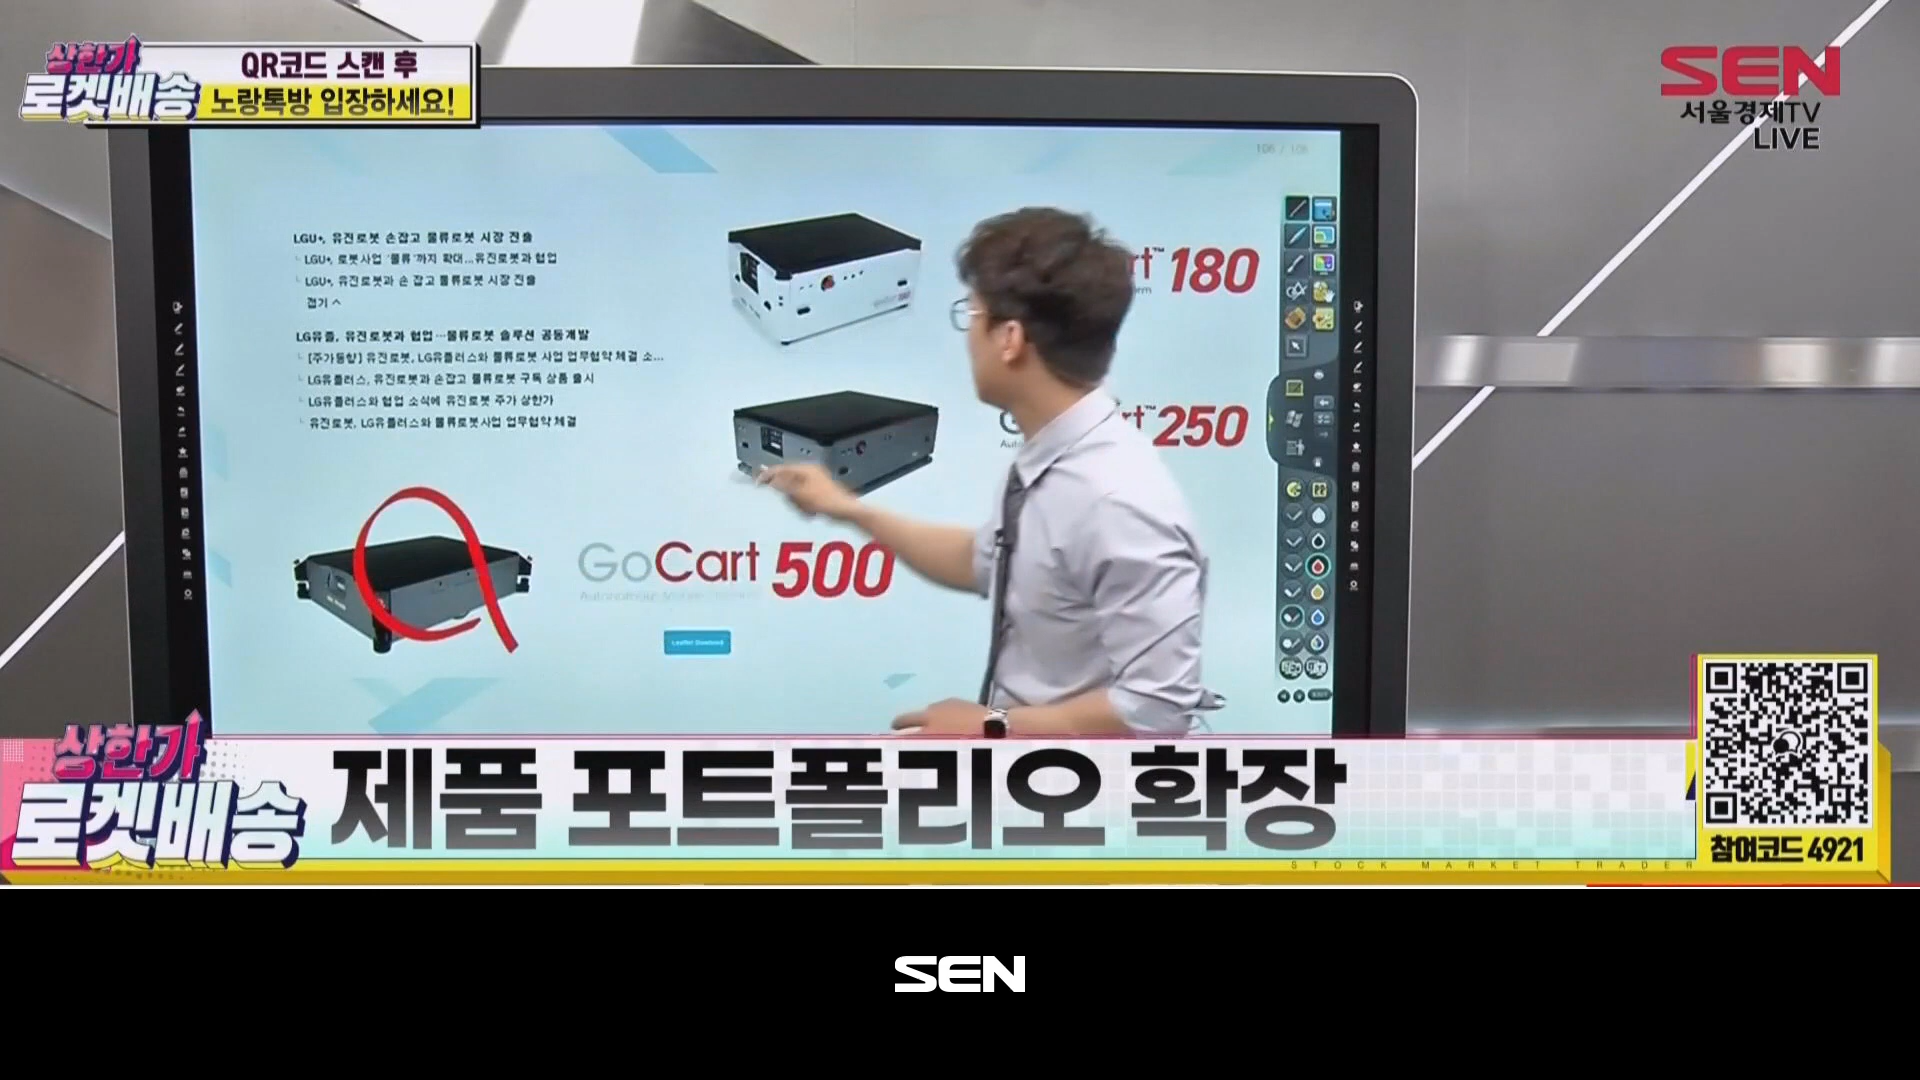 상한가
로켓배송
QR코드 스캔 후
노랑톡방 입장하세요!
SEN
서울경제TV
LIVE
106 / 108
LGU+, 유진로봇 손잡고 물류로봇 시장 진출
LGU+, 로봇사업 '물류'까지 확대...유진로봇과 협업
LGU+, 유진로봇과 손 잡고 물류로봇 시장 진출
접기 ^
LG유플, 유진로봇과 협업…물류로봇 솔루션 공동개발
[주가동향] 유진로봇, LG유플러스와 물류로봇 사업 업무협약 체결 소...
LG유플러스, 유진로봇과 손잡고 물류로봇 구독 상품 출시
LG유플러스와 협업 소식에 유진로봇 주가 상한가
유진로봇, LG유플러스와 물류로봇사업 업무협약 체결
rt™ 180
rt™ 250
GoCart 500
Leaflet Download
상한가
로켓배송
제품 포트폴리오 확장
STOCK MARKET TRADER
참여코드 4921
SEN